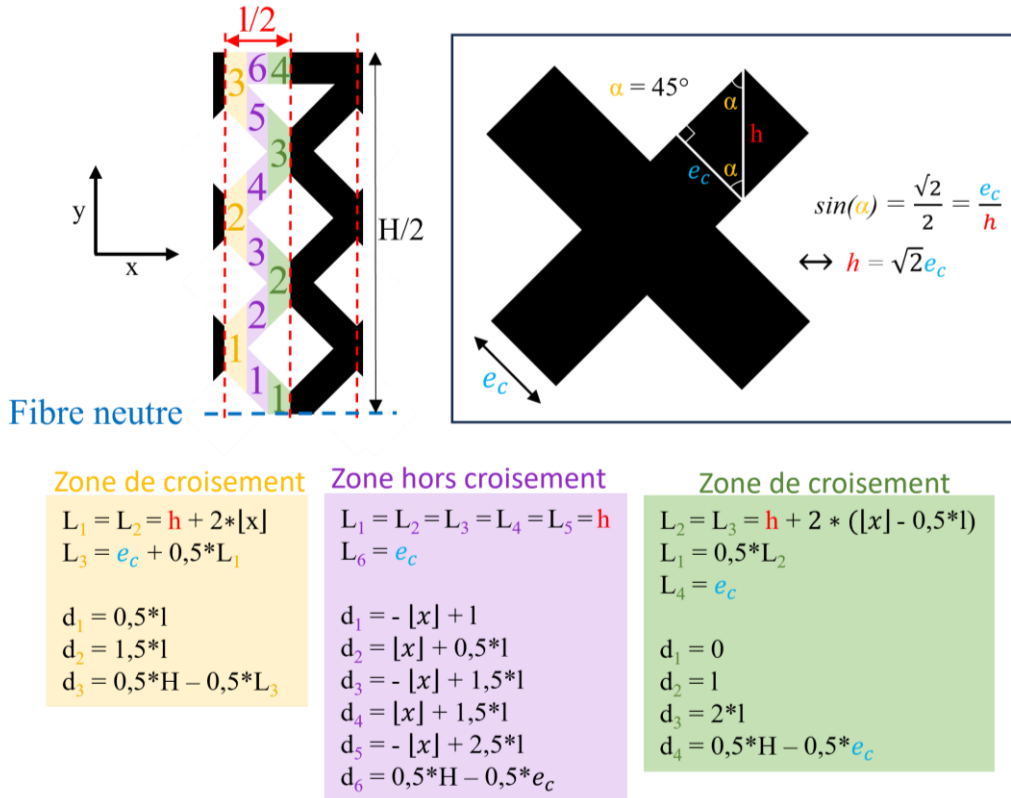 l/2
3 6 4
5
3
4
2
3
2
2
1
1
1
y
x
H/2
Fibre neutre
α = 45°
α
h
α
e_c
e_c
sin(α) = √2/2 = e_c/h
↔ h = √2e_c
Zone de croisement
L₁ = L₂ = h + 2*⌊x⌋
L₃ = e_c + 0,5*L₁
d₁ = 0,5*l
d₂ = 1,5*l
d₃ = 0,5*H – 0,5*L₃
Zone hors croisement
L₁ = L₂ = L₃ = L₄ = L₅ = h
L₆ = e_c
d₁ = - ⌊x⌋ + l
d₂ = ⌊x⌋ + 0,5*l
d₃ = - ⌊x⌋ + 1,5*l
d₄ = ⌊x⌋ + 1,5*l
d₅ = - ⌊x⌋ + 2,5*l
d₆ = 0,5*H – 0,5*e_c
Zone de croisement
L₂ = L₃ = h + 2 * (⌊x⌋ - 0,5*l)
L₁ = 0,5*L₂
L₄ = e_c
d₁ = 0
d₂ = l
d₃ = 2*l
d₄ = 0,5*H – 0,5*e_c